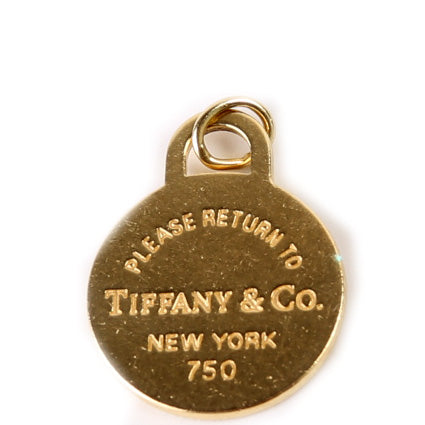 PLEASE RETURN TO
TIFFANY & CO.
NEW YORK
750